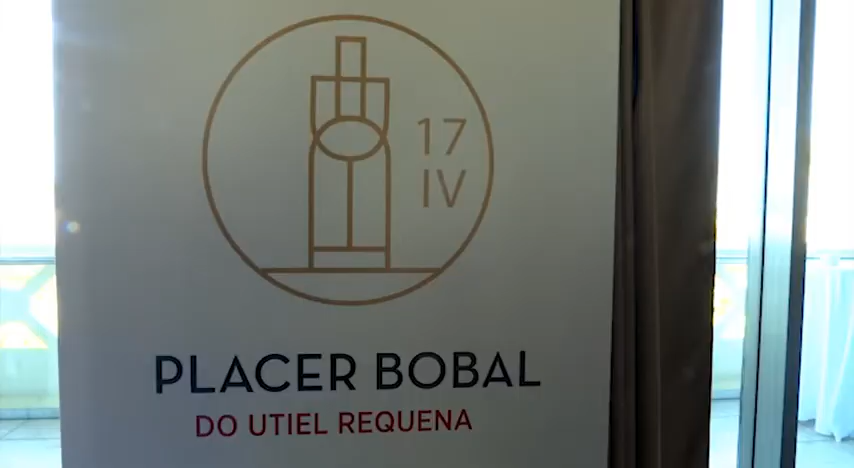 17
IV
PLACER BOBAL
DO UTIEL REQUENA